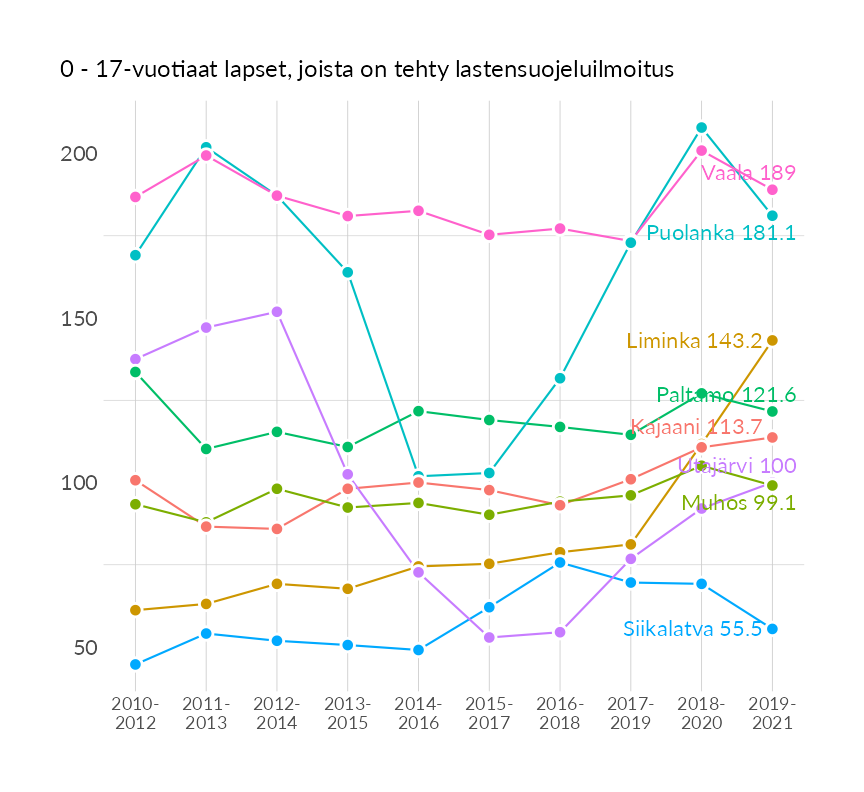 0 - 17-vuotiaat lapset, joista on tehty lastensuojeluilmoitus
200
150
100
50
Vaala 189
Puolanka 181.1
Liminka 143.2
Paltamo 121.6
Kajaani 113.7
Utajärvi 100
Muhos 99.1
Siikalatva 55.5
2010-
2012
2011-
2013
2012-
2014
2013-
2015
2014-
2016
2015-
2017
2016-
2018
2017-
2019
2018-
2020
2019-
2021